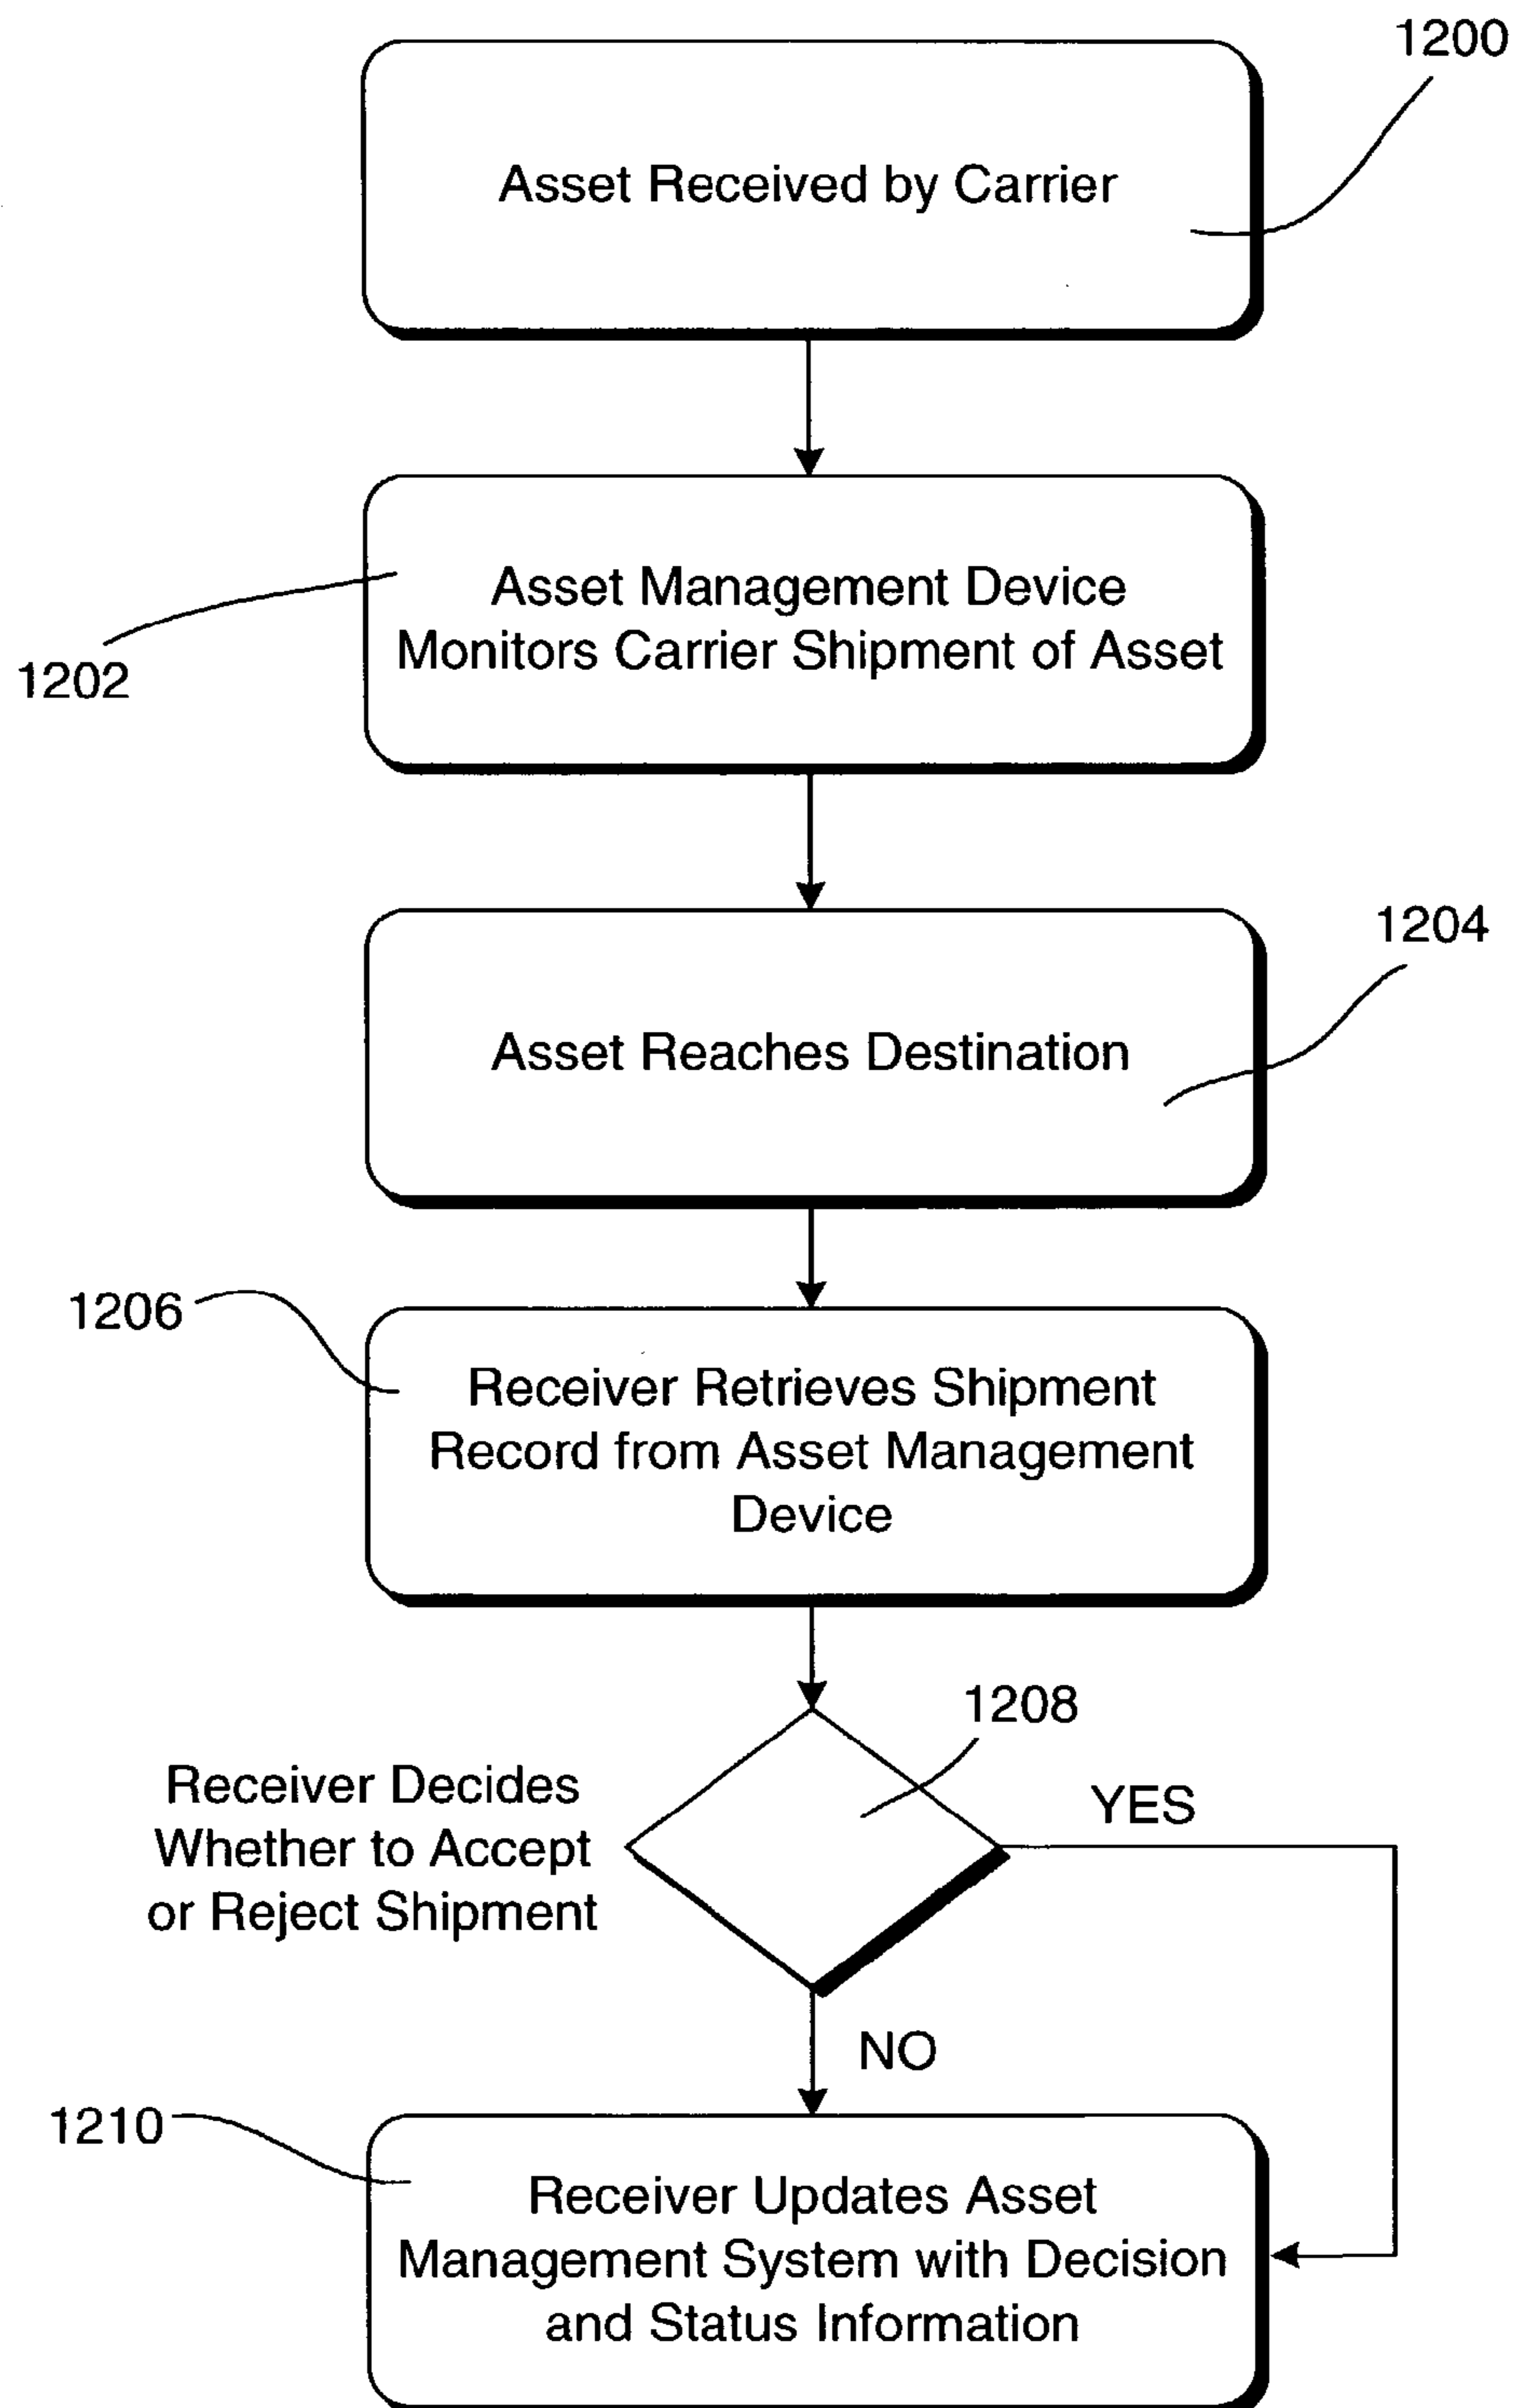 1200
Asset Received by Carrier
Asset Management Device
Monitors Carrier Shipment of Asset
1202
1204
Asset Reaches Destination
1206
Receiver Retrieves Shipment
Record from Asset Management
Device
1208
Receiver Decides
Whether to Accept
or Reject Shipment
YES
NO
1210
Receiver Updates Asset
Management System with Decision
and Status Information